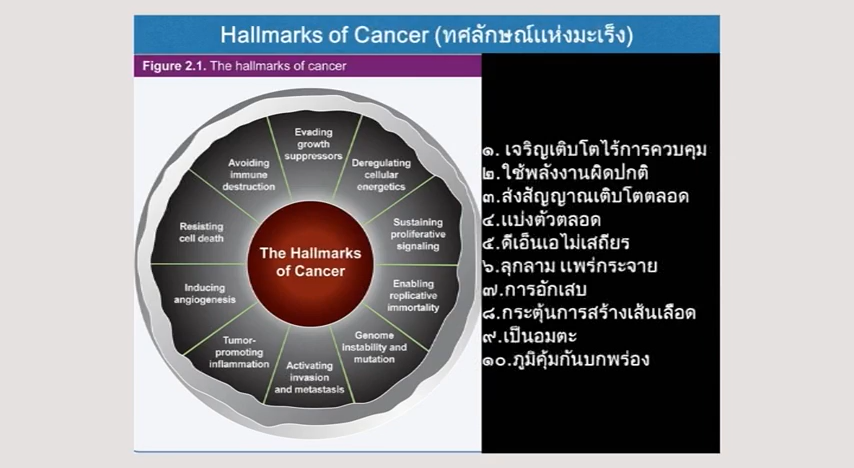 Hallmarks of Cancer (ทศลักษณ์แห่งมะเร็ง)
Figure 2.1. The hallmarks of cancer
Evading
growth
suppressors
Deregulating
cellular
energetics
Sustaining
proliferative
signaling
Enabling
replicative
immortality
Genome
instability and
mutation
Activating
invasion
and metastasis
Tumor-
promoting
inflammation
Inducing
angiogenesis
Resisting
cell death
Avoiding
immune
destruction
The Hallmarks
of Cancer
๑. เจริญเติบโตไร้การควบคุม
๒.ใช้พลังงานผิดปกติ
๓.ส่งสัญญาณเติบโตตลอด
๔.แบ่งตัวตลอด
๕.ดีเอ็นเอไม่เสถียร
๖.ลุกลาม แพร่กระจาย
๗.การอักเสบ
๘.กระตุ้นการสร้างเส้นเลือด
๙.เป็นอมตะ
๑๐.ภูมิคุ้มกันบกพร่อง